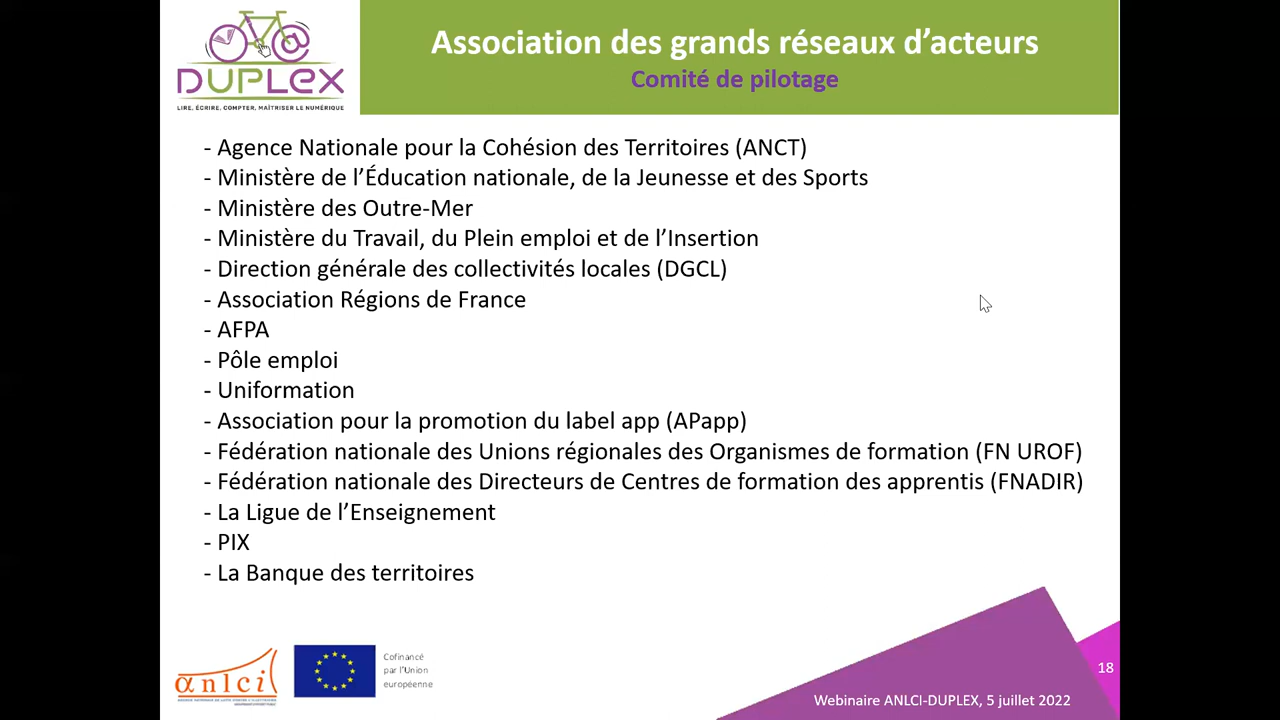 DUPLEX
LIRE, ÉCRIRE, COMPTER, MAÎTRISER LE NUMÉRIQUE
Association des grands réseaux d’acteurs
Comité de pilotage
- Agence Nationale pour la Cohésion des Territoires (ANCT)
- Ministère de l’Éducation nationale, de la Jeunesse et des Sports
- Ministère des Outre-Mer
- Ministère du Travail, du Plein emploi et de l’Insertion
- Direction générale des collectivités locales (DGCL)
- Association Régions de France
- AFPA
- Pôle emploi
- Uniformation
- Association pour la promotion du label app (APapp)
- Fédération nationale des Unions régionales des Organismes de formation (FN UROF)
- Fédération nationale des Directeurs de Centres de formation des apprentis (FNADIR)
- La Ligue de l’Enseignement
- PIX
- La Banque des territoires
anlci
Cofinancé
par l’Union
européenne
18
Webinaire ANLCI-DUPLEX, 5 juillet 2022